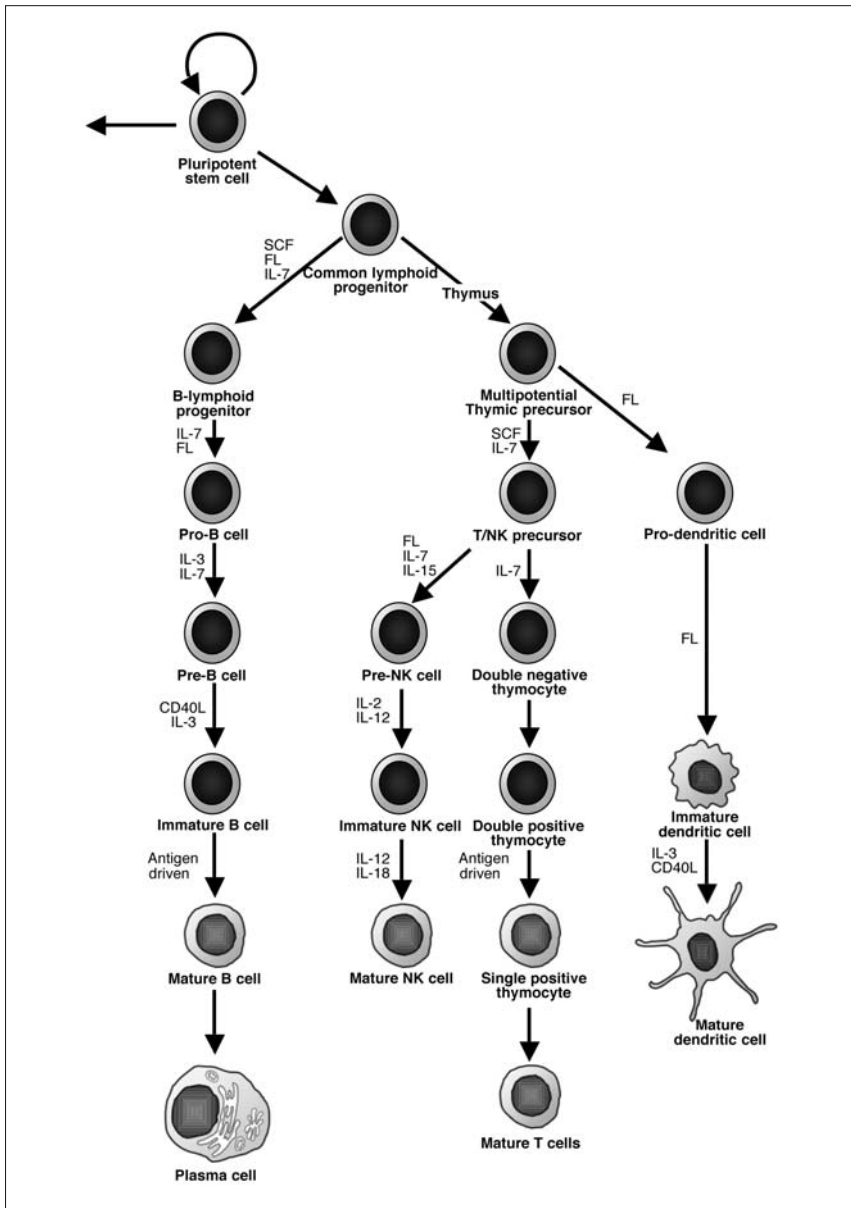 Pluripotent
stem cell
SCF
FL
IL-7
Common lymphoid
progenitor
Thymus
B-lymphoid
progenitor
Multipotential
Thymic precursor
FL
IL-7
FL
SCF
IL-7
Pro-B cell
T/NK precursor
Pro-dendritic cell
IL-3
IL-7
FL
IL-7
IL-15
IL-7
FL
Pre-B cell
Pre-NK cell
Double negative
thymocyte
CD40L
IL-3
IL-2
IL-12
Immature B cell
Immature NK cell
Double positive
thymocyte
Immature
dendritic cell
Antigen
driven
IL-12
IL-18
Antigen
driven
IL-3
CD40L
Mature B cell
Mature NK cell
Single positive
thymocyte
Mature
dendritic cell
Plasma cell
Mature T cells